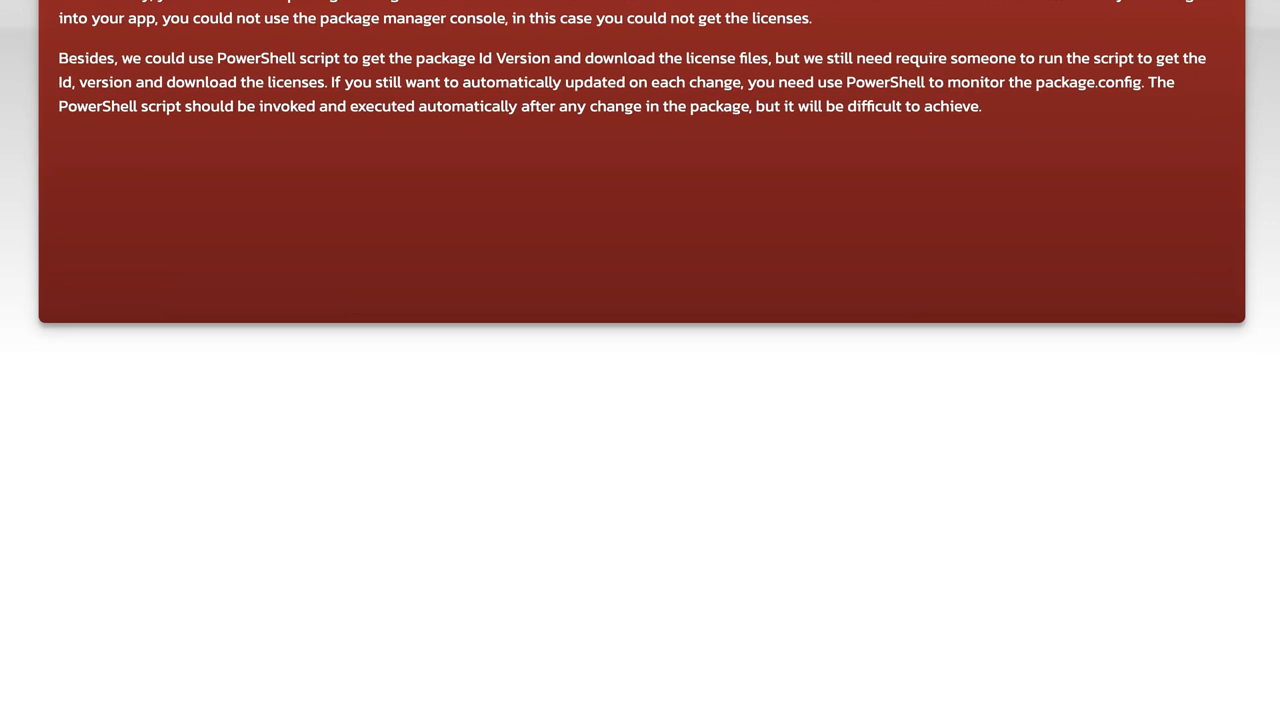 into your app, you could not use the package manager console, in this case you could not get the licenses.
Besides, we could use PowerShell script to get the package Id Version and download the license files, but we still need require someone to run the script to get the
Id, version and download the licenses. If you still want to automatically updated on each change, you need use PowerShell to monitor the package.config. The
PowerShell script should be invoked and executed automatically after any change in the package, but it will be difficult to achieve.